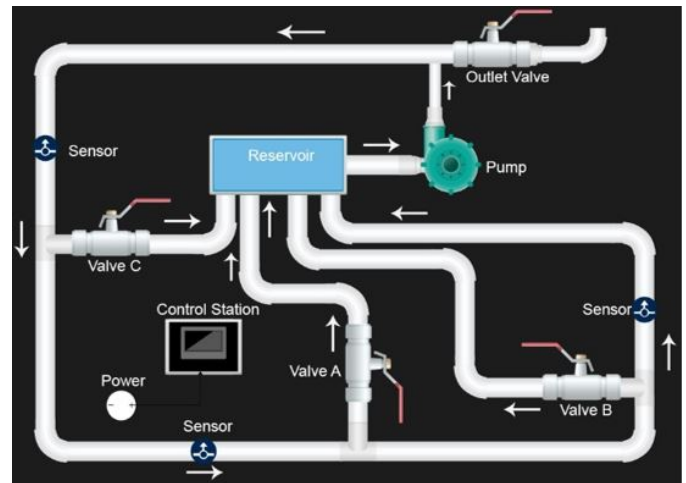 Outlet Valve
Sensor
Reservoir
Pump
Valve C
Control Station
Sensor
Valve A
Power
Valve B
Sensor